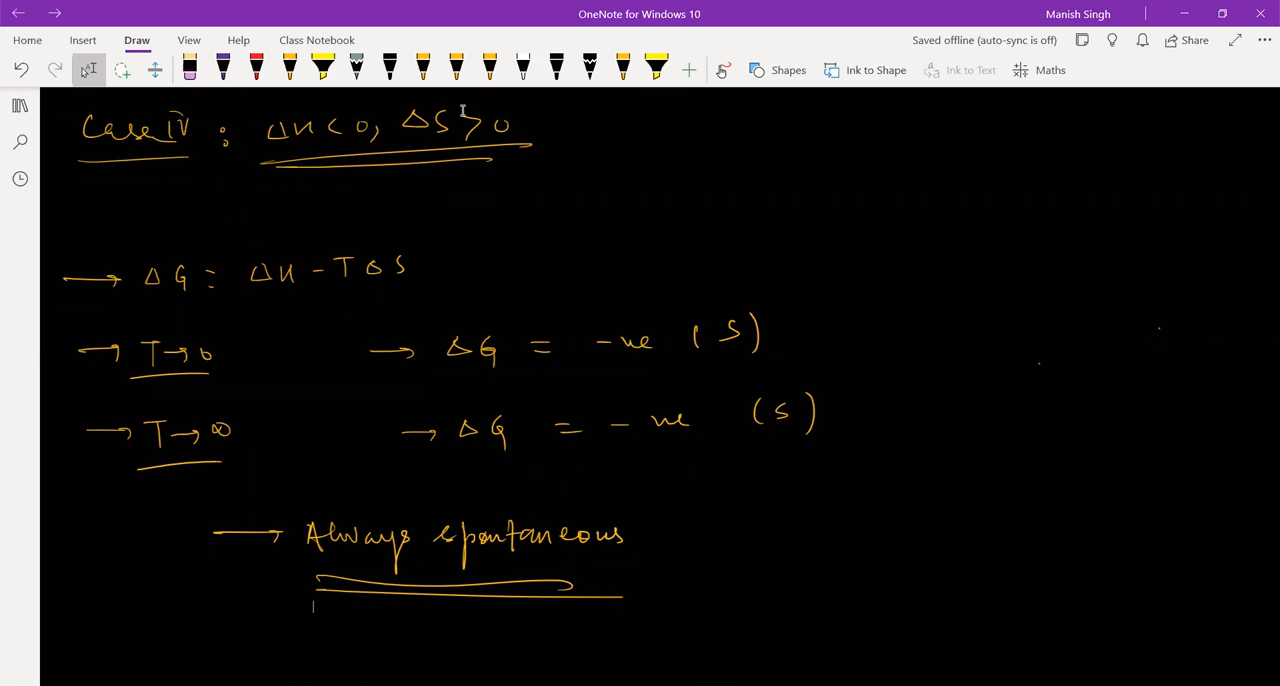 OneNote for Windows 10
Manish Singh
Home Insert Draw View Help Class Notebook
Saved offline (auto-sync is off) Share
Shapes Ink to Shape Ink to Text Maths
Case IV : ΔH < 0, ΔS > 0
→ ΔG = ΔH - TΔS
→ T → 0 → ΔG = -ve (S)
→ T → ∞ → ΔG = -ve (S)
→ Always spontaneous